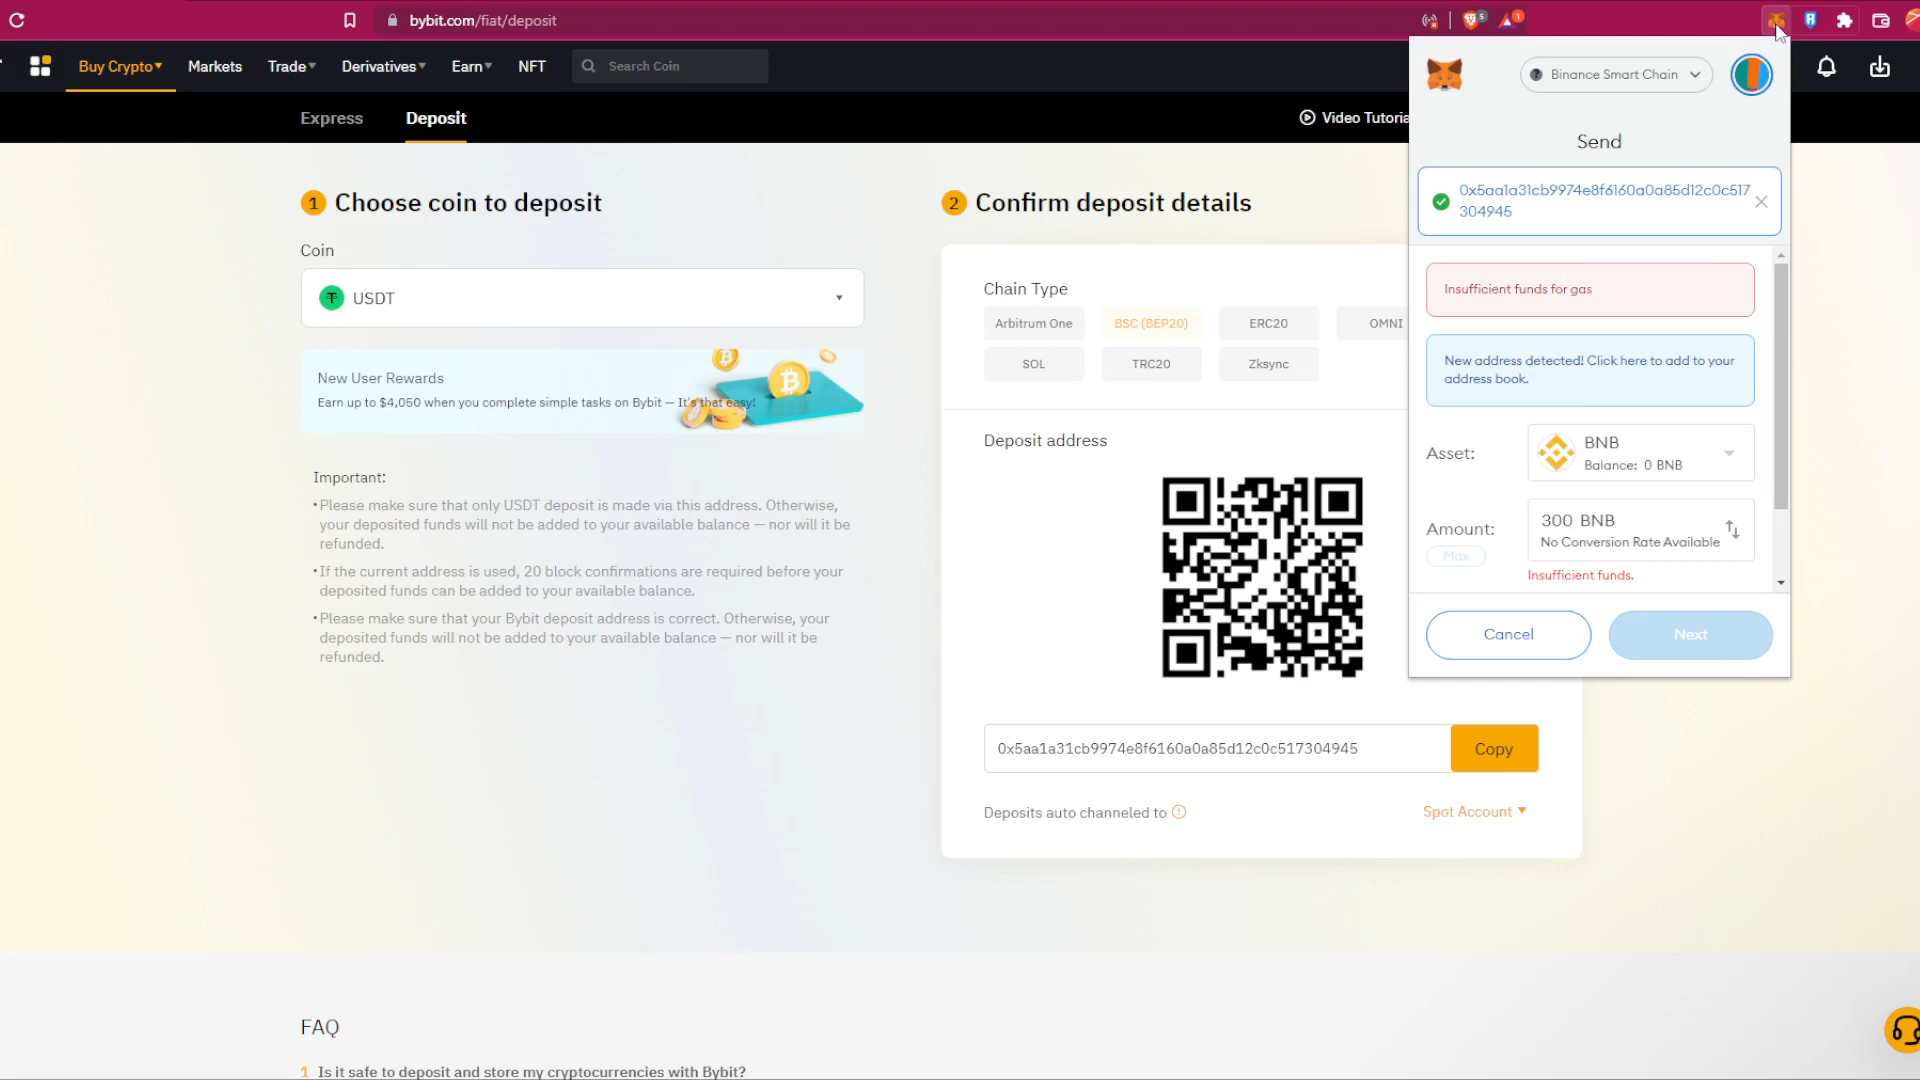 bybit.com/fiat/deposit
5
1
Buy Crypto Markets Trade Derivatives Earn NFT Search Coin
Express Deposit Video Tutoria
1 Choose coin to deposit
Coin
USDT
New User Rewards
Earn up to $4,050 when you complete simple tasks on Bybit — It's that easy!
Important:
•Please make sure that only USDT deposit is made via this address. Otherwise,
your deposited funds will not be added to your available balance — nor will it be
refunded.
•If the current address is used, 20 block confirmations are required before your
deposited funds can be added to your available balance.
•Please make sure that your Bybit deposit address is correct. Otherwise, your
deposited funds will not be added to your available balance — nor will it be
refunded.
2 Confirm deposit details
Chain Type
Arbitrum One BSC (BEP20) ERC20 OMNI
SOL TRC20 Zksync
Deposit address
0x5aa1a31cb9974e8f6160a0a85d12c0c517304945
Copy
Deposits auto channeled to
Spot Account
Binance Smart Chain
Send
0x5aa1a31cb9974e8f6160a0a85d12c0c517
304945
Insufficient funds for gas
New address detected! Click here to add to your
address book.
Asset:
BNB
Balance: 0 BNB
Amount:
Max
300 BNB
No Conversion Rate Available
Insufficient funds.
Cancel
Next
FAQ
1 Is it safe to deposit and store my cryptocurrencies with Bybit?